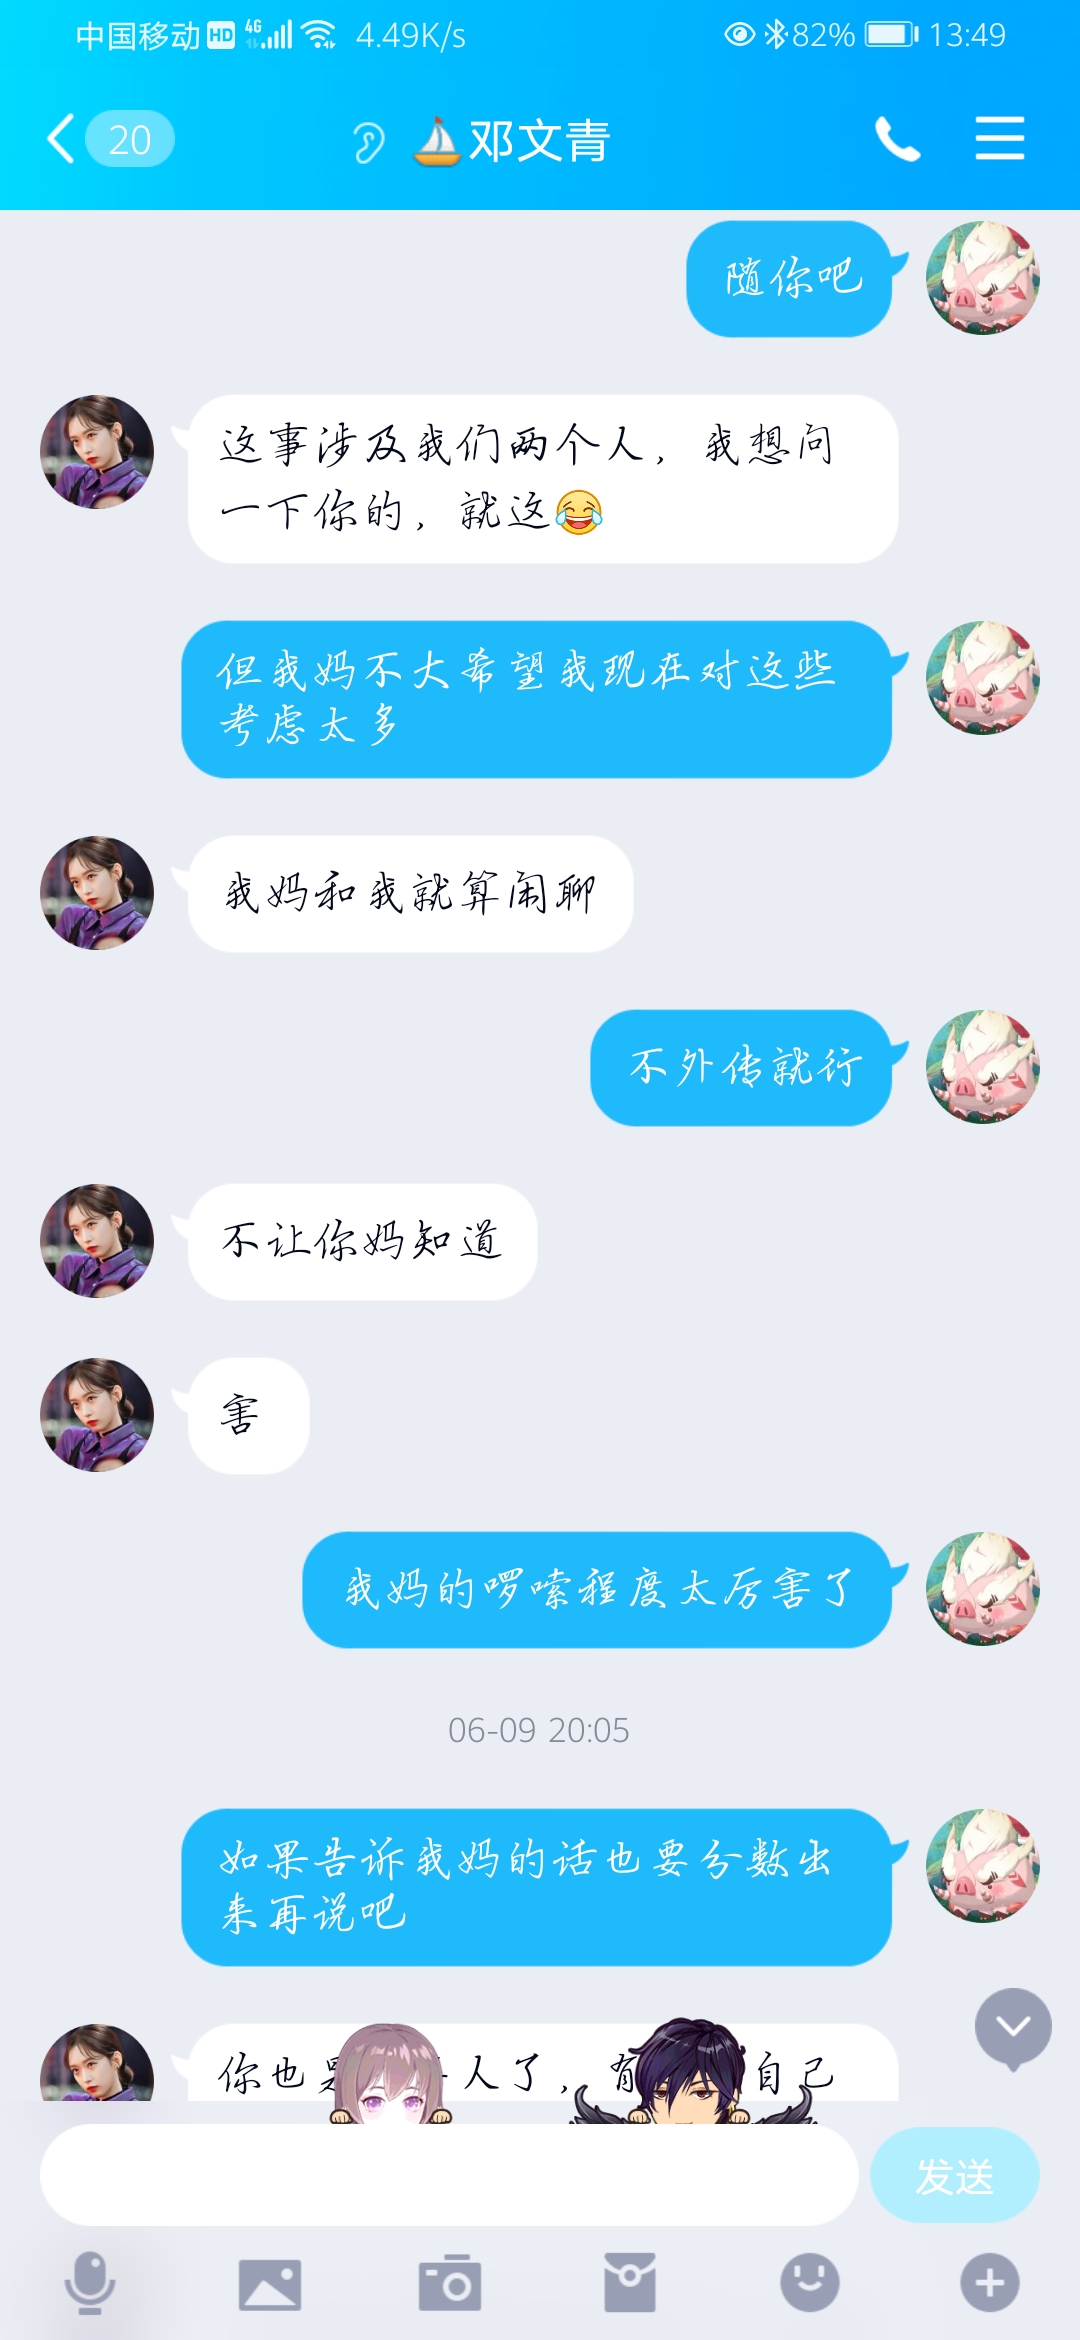 中国移动 HD 4G 4.49K/s 82% 13:49
20 邓文青
随你吧
这事涉及我们两个人，我想问
一下你的，就这😂
但我妈不大希望我现在对这些
考虑太多
我妈和我就算闲聊
不外传就行
不让你妈知道
害
我妈的啰嗦程度太厉害了
06-09 20:05
如果告诉我妈的话也要分数出
来再说吧
你也 人了，有 自己
发送